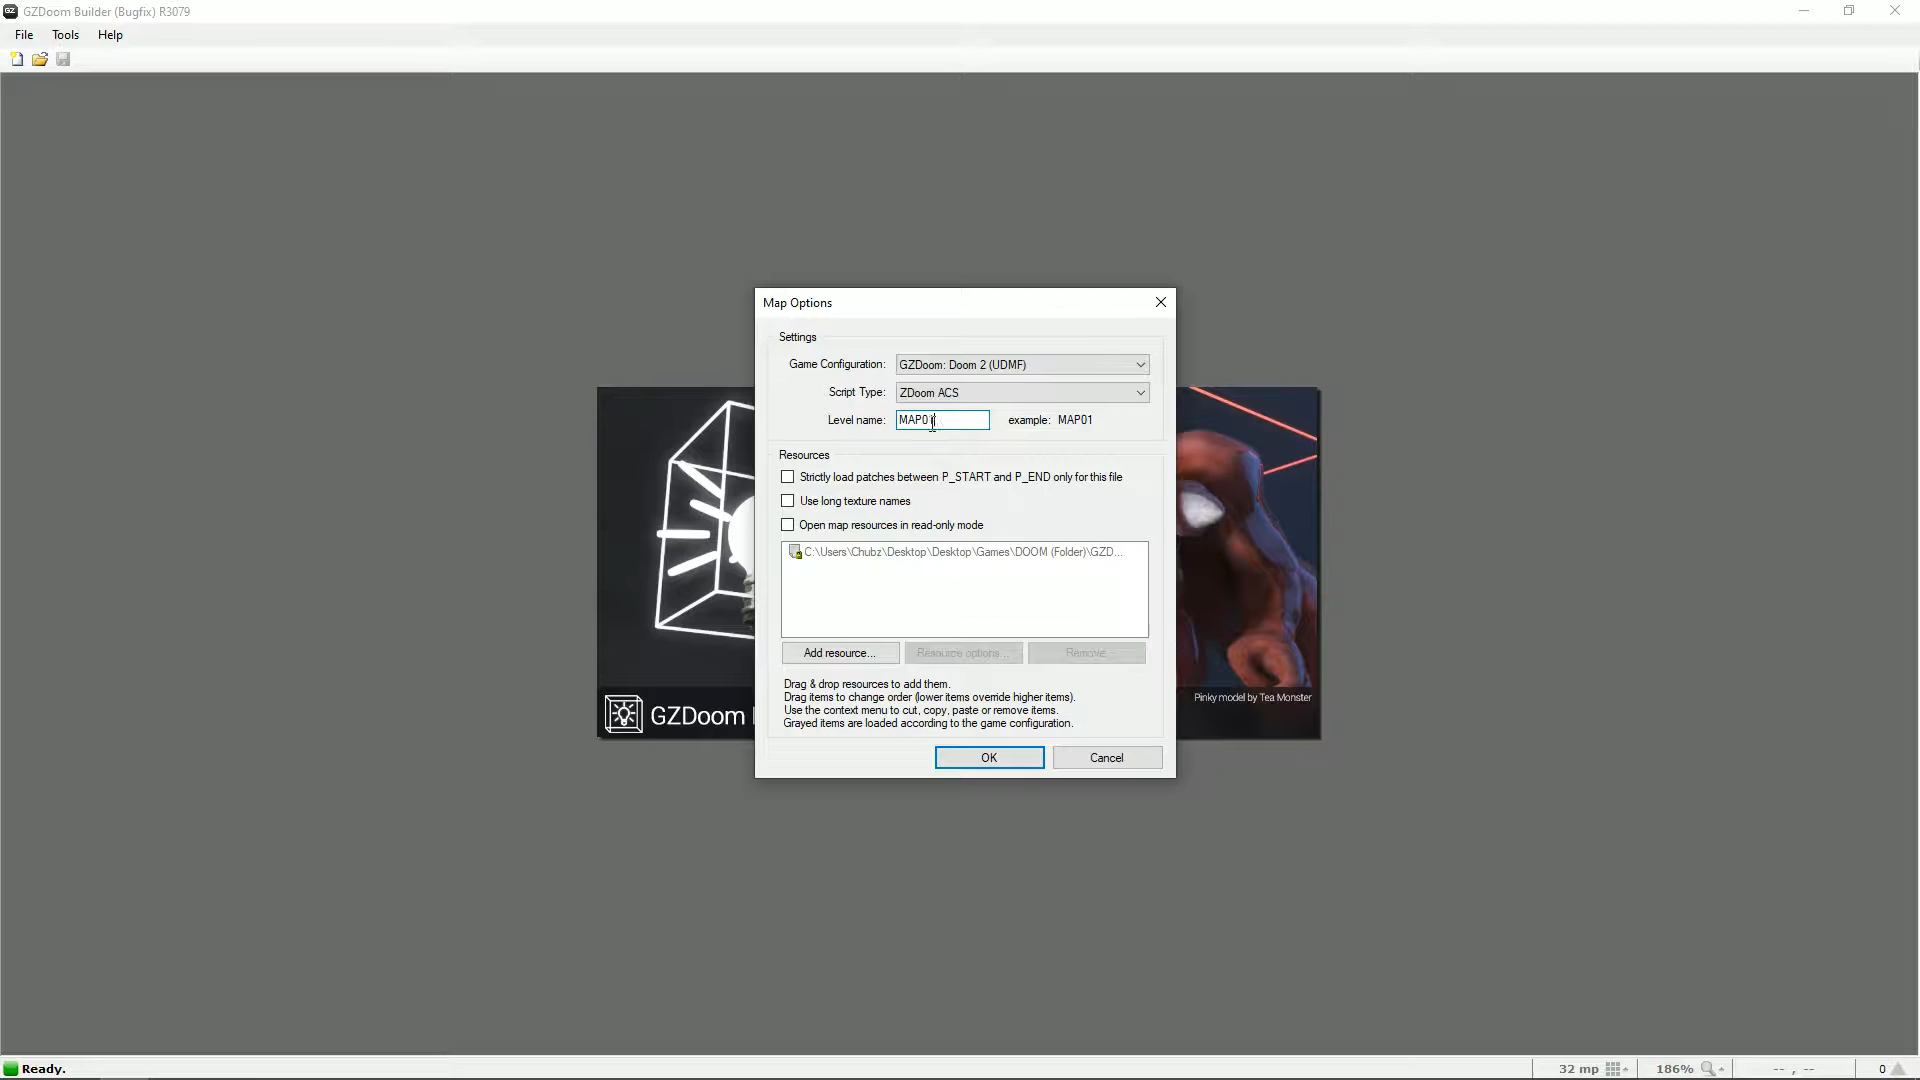 GZDoom Builder (Bugfix) R3079
File Tools Help
Map Options
Settings
Game Configuration: GZDoom: Doom 2 (UDMF)
Script Type: ZDoom ACS
Level name: MAP01 example: MAP01
Resources
Strictly load patches between P_START and P_END only for this file
Use long texture names
Open map resources in read-only mode
C:\Users\Chubz\Desktop\Desktop\Games\DOOM (Folder)\GZD...
Add resource... Resource options... Remove
Drag & drop resources to add them.
Drag items to change order (lower items override higher items).
Use the context menu to cut, copy, paste or remove items.
Grayed items are loaded according to the game configuration.
GZDoom
Pinky model by Tea Monster
OK Cancel
Ready. 32 mp 186% -- , -- 0